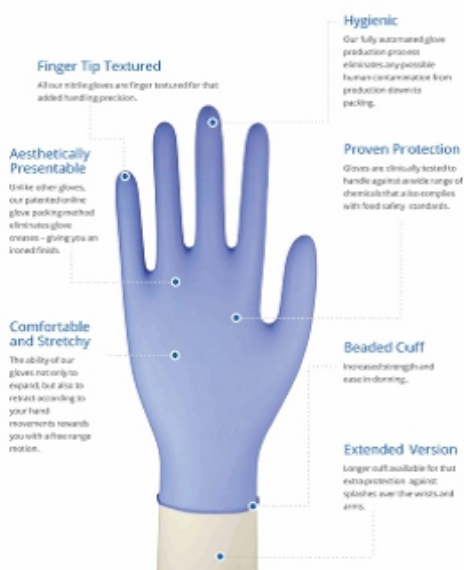 Hygienic
Our fully automated glove
production process
eliminates any possible
human contamination from
production down to
packing.
Finger Tip Textured
All our nitrile gloves are finger textured for that
added handling precision.
Aesthetically
Presentable
Unlike other gloves,
our patented online
glove packing method
eliminates glove
creases – giving you an
ironed finish.
Proven Protection
Gloves are clinically tested to
handle against a wide range of
chemicals that also complies
with food safety standards.
Comfortable
and Stretchy
The ability of our
gloves not only to
expand, but also to
retract according to
your hand
movements rewards
you with a free range
motion.
Beaded Cuff
Increased strength and
ease in donning.
Extended Version
Longer cuff available for that
extra protection against
splashes over the wrists and
arms.